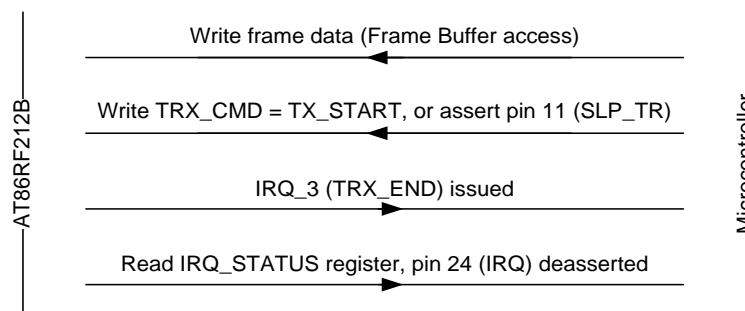 Write frame data (Frame Buffer access)
Write TRX_CMD = TX_START, or assert pin 11 (SLP_TR)
IRQ_3 (TRX_END) issued
Read IRQ_STATUS register, pin 24 (IRQ) deasserted
AT86RF212B
Microcontroller